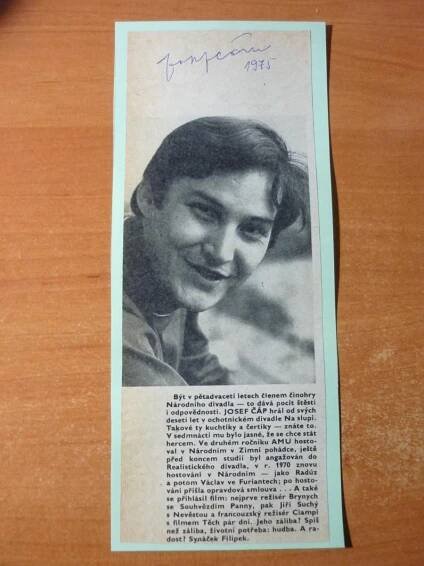 1975
Být v pětadvaceti letech členem činohry
Národního divadla — to dává pocit štěstí
i odpovědnosti. JOSEF ČÁP hrál od svých
deseti let v ochotnickém divadle Na slupi.
Takové ty kuchtíky a čertíky — znáte to.
V sedmnácti mu bylo jasné, že se chce stát
hercem. Ve druhém ročníku AMU hosto-
val v Národním v Zimní pohádce, ještě
před koncem studií byl angažován do
Realistického divadla, v r. 1970 znovu
hostování v Národním — jako Radúz
a potom Václav ve Furiantech; po hosto-
vání přišla opravdová smlouva . . . A také
se přihlásil film: nejprve režisér Brynych
se Souhvězdím Panny, pak Jiří Suchý
s Nevěstou a francouzský režisér Ciampi
s filmem Těch pár dní. Jeho záliba? Spíš
než záliba, životní potřeba: hudba. A ra-
dost? Synáček Filípek.